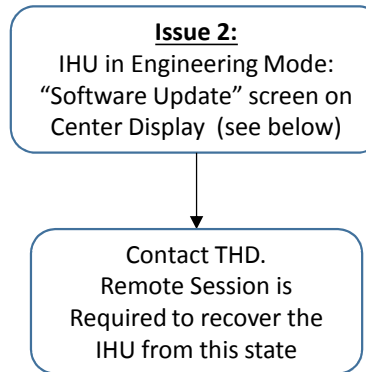 Issue 2:
IHU in Engineering Mode:
“Software Update” screen on
Center Display (see below)
Contact THD.
Remote Session is
Required to recover the
IHU from this state